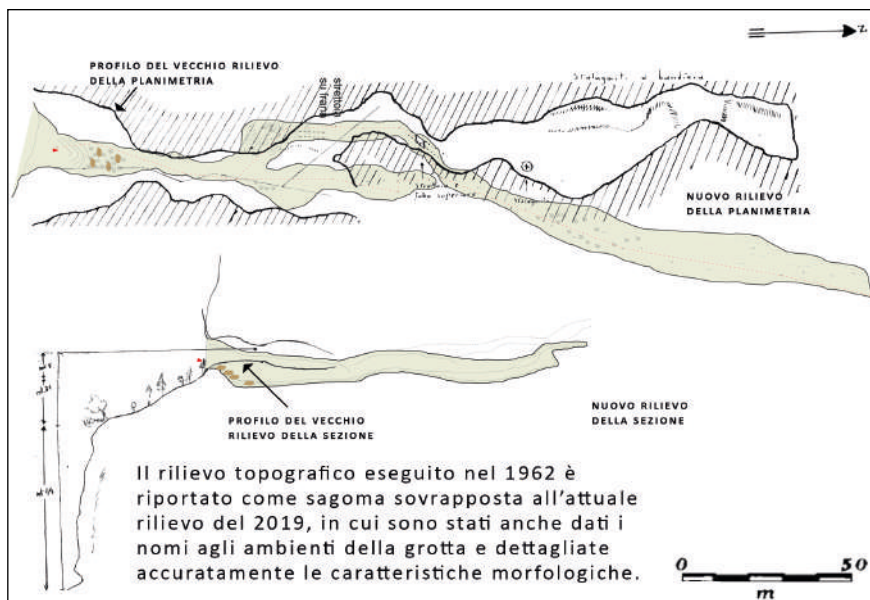 N
PROFILO DEL VECCHIO RILIEVO
DELLA PLANIMETRIA
strettoia
su frana
Stalagmiti a bandiera
NUOVO RILIEVO
DELLA PLANIMETRIA
PROFILO DEL VECCHIO
RILIEVO DELLA SEZIONE
NUOVO RILIEVO
DELLA SEZIONE
Il rilievo topografico eseguito nel 1962 è
riportato come sagoma sovrapposta all'attuale
rilievo del 2019, in cui sono stati anche dati i
nomi agli ambienti della grotta e dettagliate
accuratamente le caratteristiche morfologiche.
0 50
m